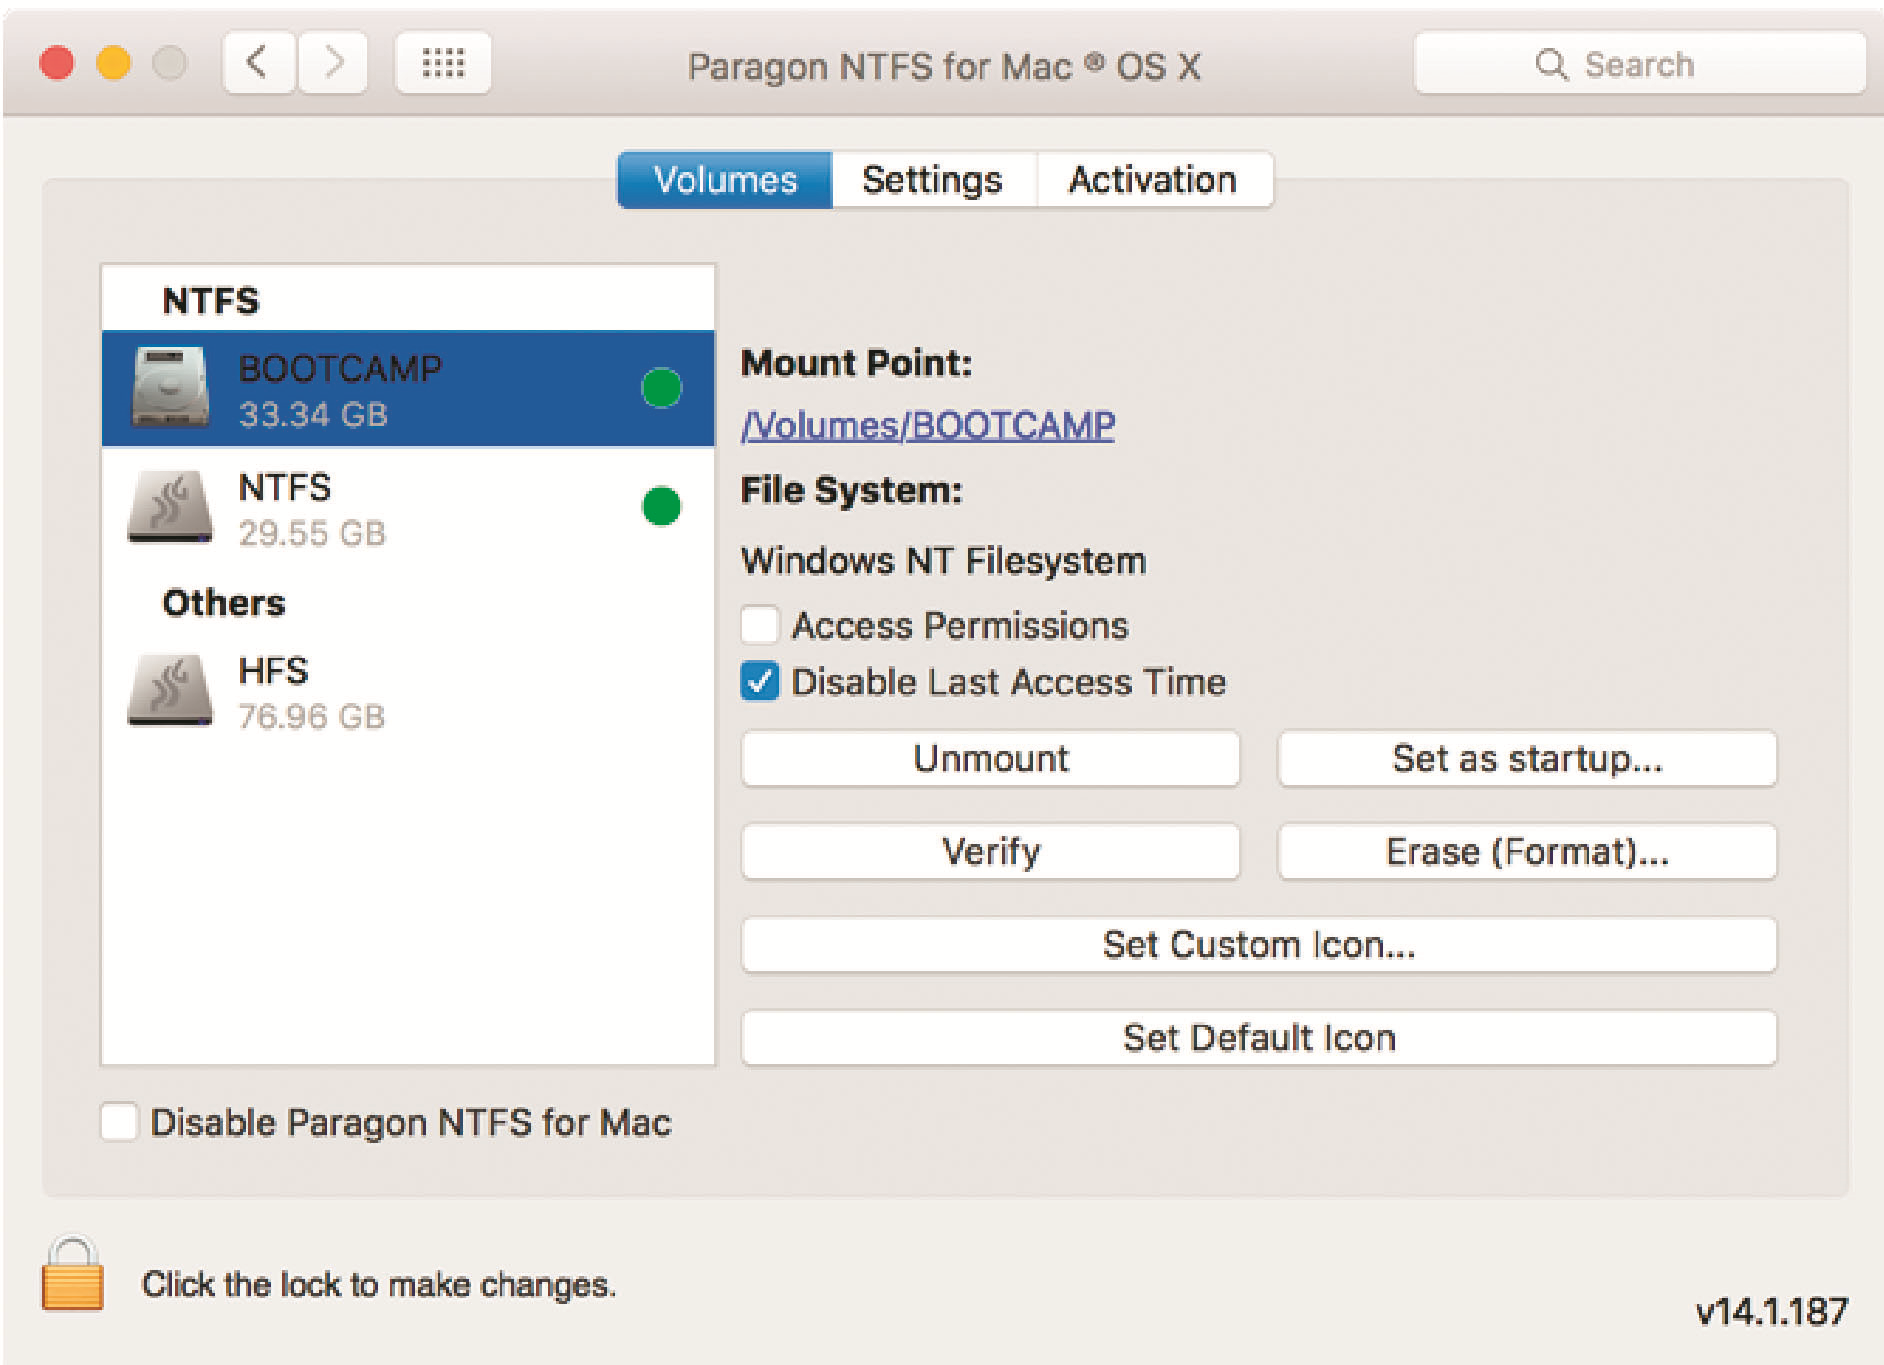 Paragon NTFS for Mac ® OS X
Search
Volumes
Settings
Activation
NTFS
BOOTCAMP
33.34 GB
NTFS
29.55 GB
Others
HFS
76.96 GB
Mount Point:
/Volumes/BOOTCAMP
File System:
Windows NT Filesystem
Access Permissions
Disable Last Access Time
Unmount
Set as startup...
Verify
Erase (Format)...
Set Custom Icon...
Set Default Icon
Disable Paragon NTFS for Mac
Click the lock to make changes.
v14.1.187